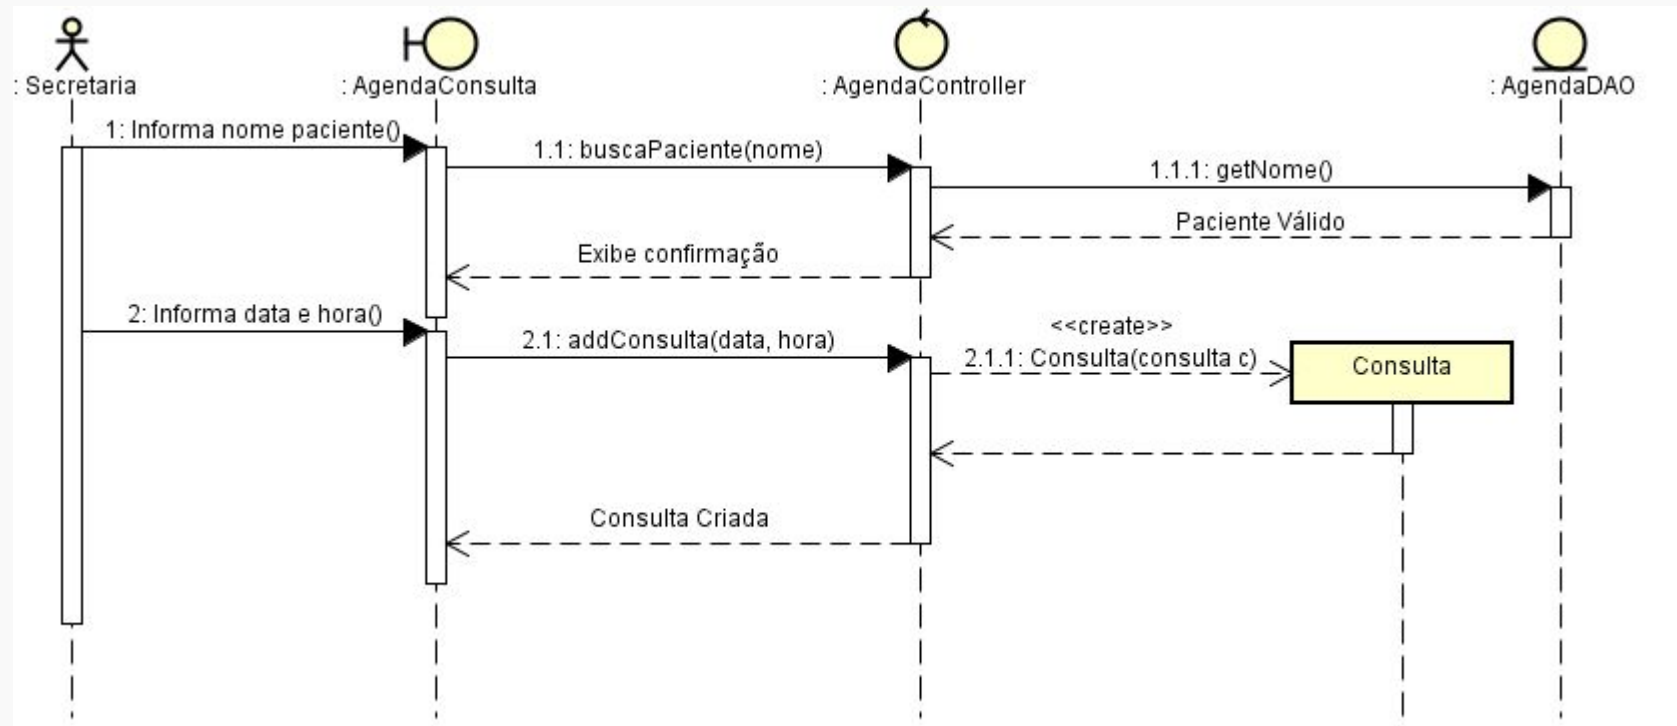 : Secretaria
: AgendaConsulta
: AgendaController
: AgendaDAO
1: Informa nome paciente()
1.1: buscaPaciente(nome)
1.1.1: getNome()
Paciente Válido
Exibe confirmação
2: Informa data e hora()
2.1: addConsulta(data, hora)
<<create>>
2.1.1: Consulta(consulta c)
Consulta
Consulta Criada